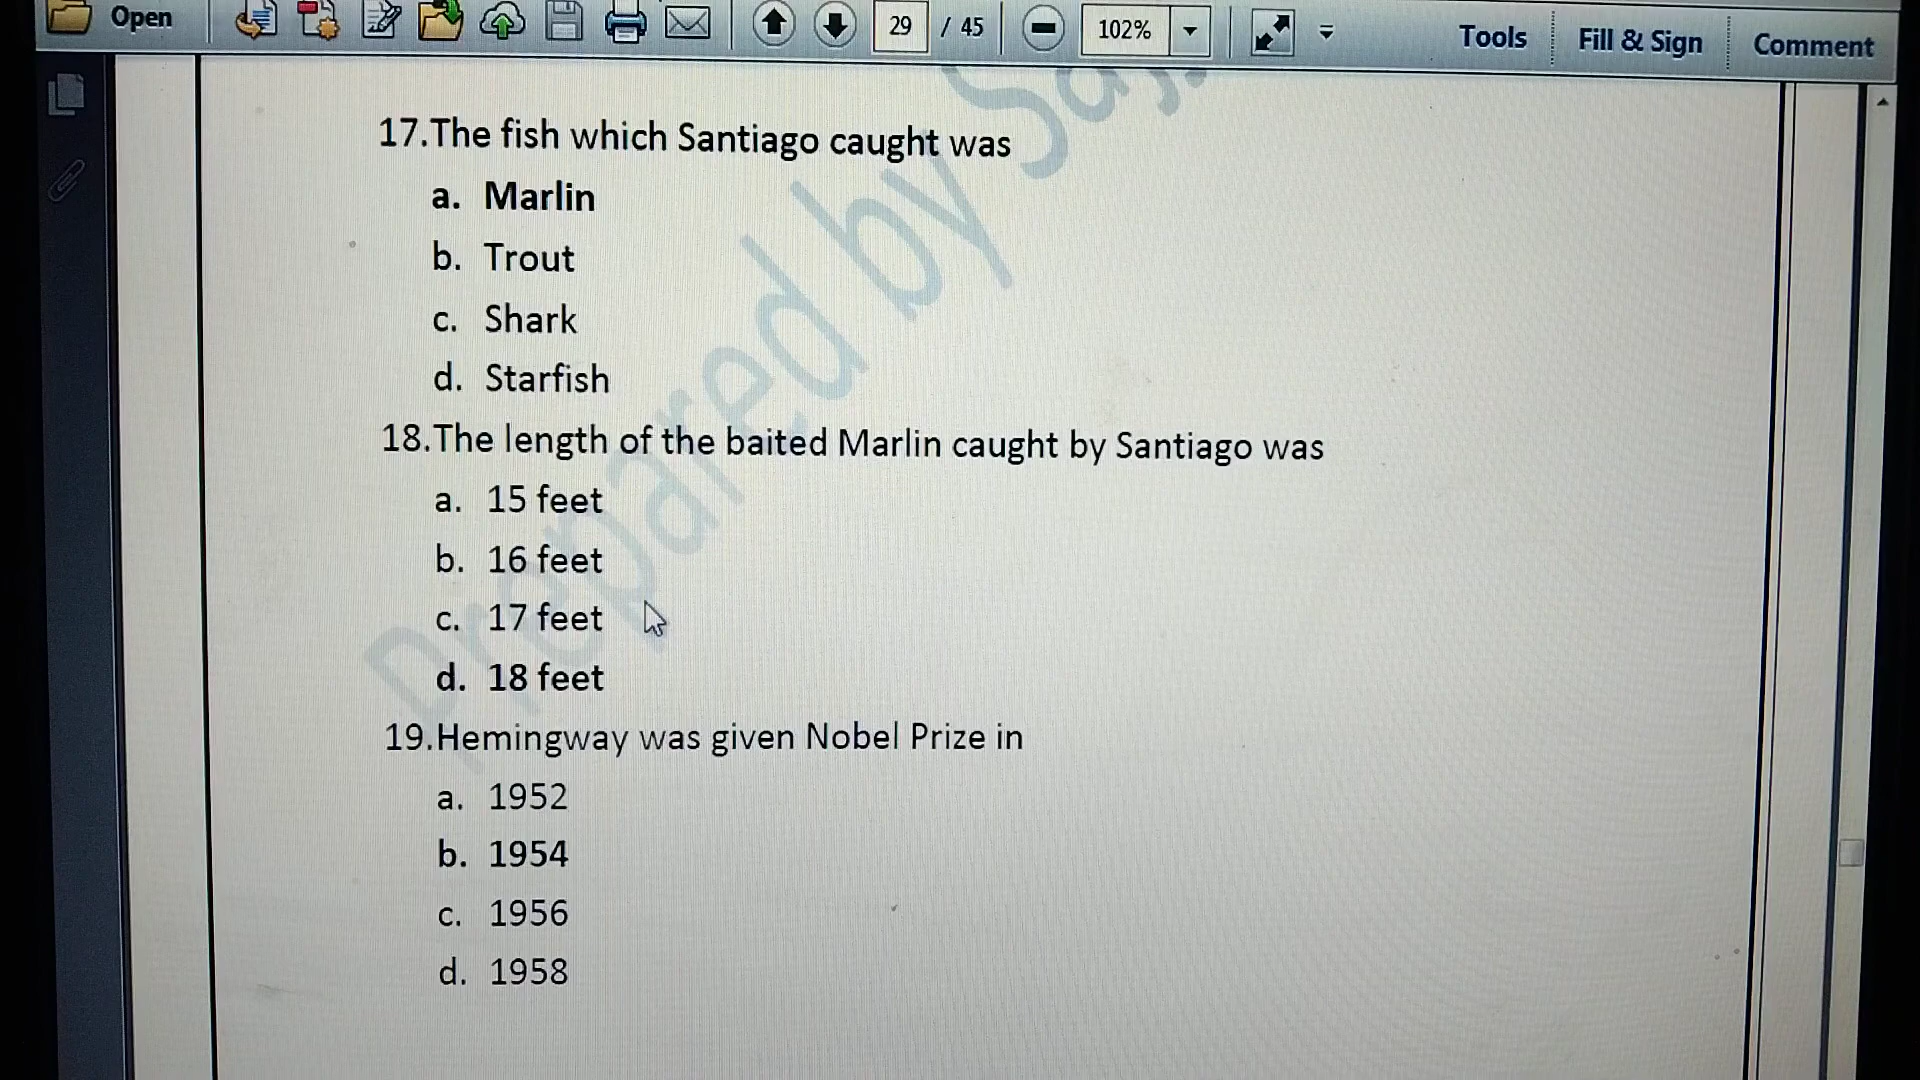 Open 29 / 45 102% Tools Fill & Sign Comment
17.The fish which Santiago caught was
a. Marlin
b. Trout
c. Shark
d. Starfish
18.The length of the baited Marlin caught by Santiago was
a. 15 feet
b. 16 feet
c. 17 feet
d. 18 feet
19.Hemingway was given Nobel Prize in
a. 1952
b. 1954
c. 1956
d. 1958
Prepared by